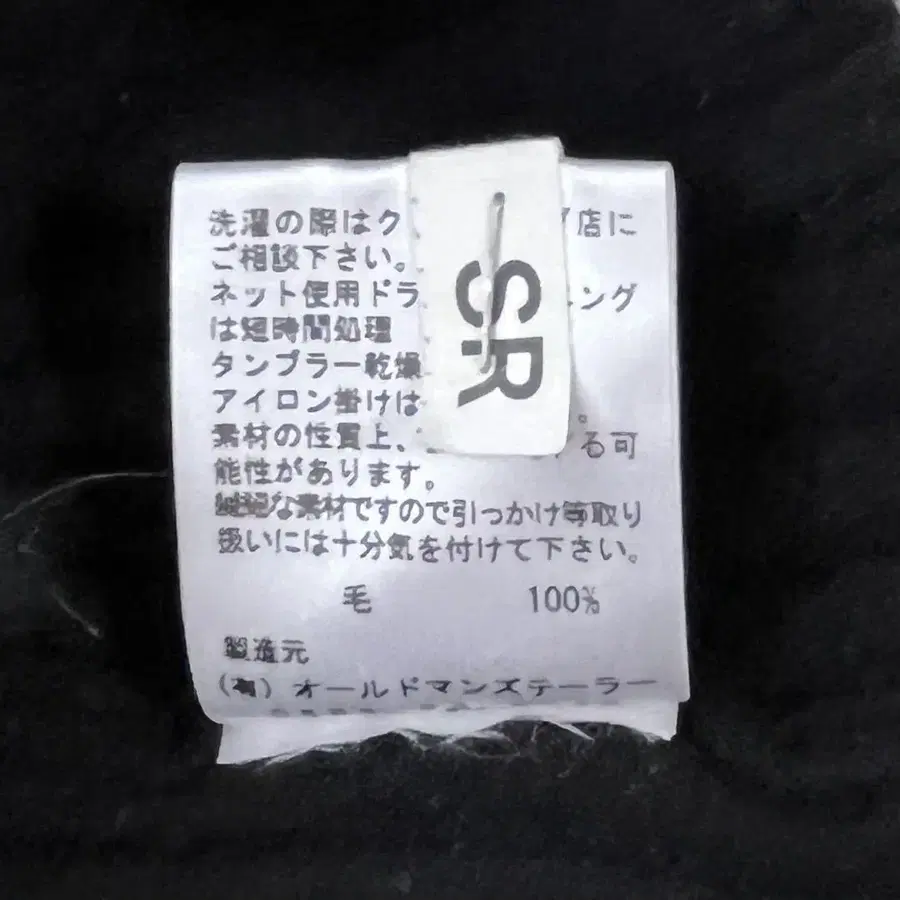 洗濯の際はク 店に
ご相談下さい。
ネット使用ドラ ング
は短時間処理
タンブラー乾燥
アイロン掛けは 。
素材の性質上、 る可
能性があります。
繊細な素材ですので引っかけ等取り
扱いには十分気を付けて下さい。
毛 100%
製造元
(有)オールドマンズテーラー
SR